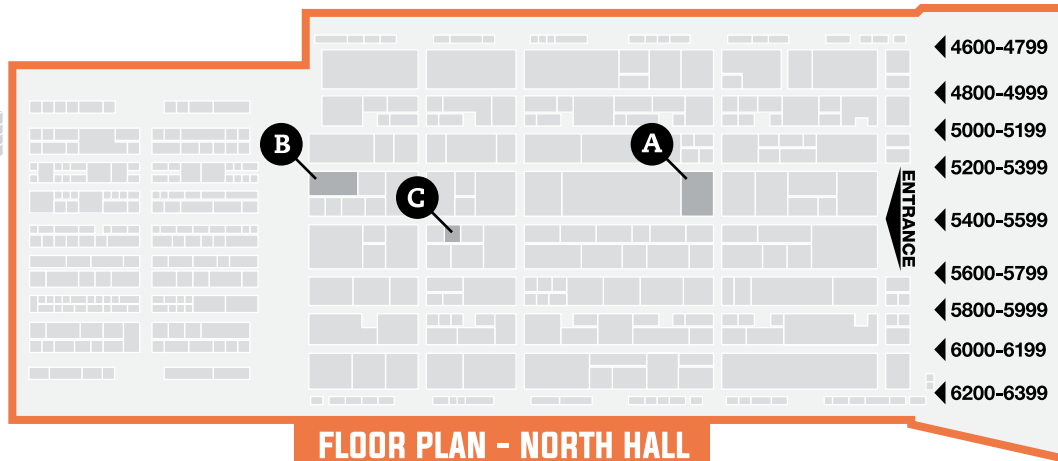 4600-4799
4800-4999
5000-5199
B
A
5200-5399
C
ENTRANCE
5400-5599
5600-5799
5800-5999
6000-6199
6200-6399
FLOOR PLAN - NORTH HALL